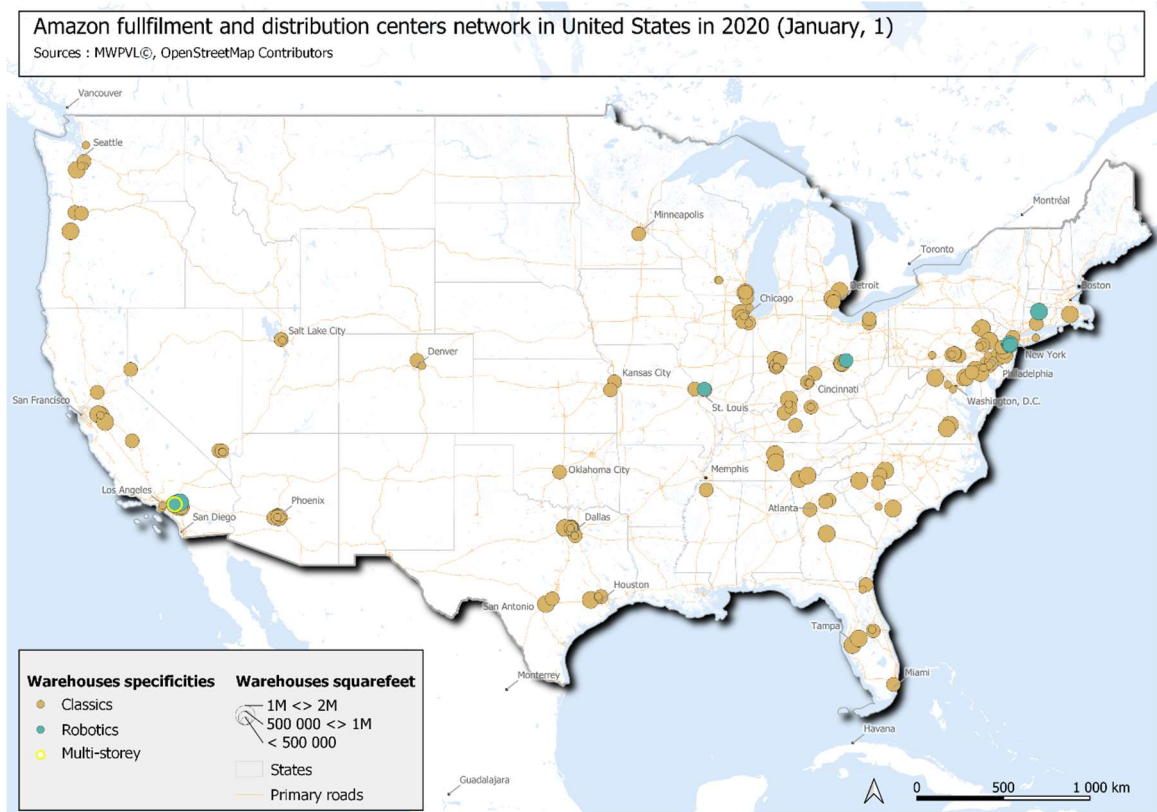 Amazon fullfilment and distribution centers network in United States in 2020 (January, 1)
Sources : MWPVL©, OpenStreetMap Contributors
Vancouver
Seattle
Montréal
Minneapolis
Toronto
Boston
Detroit
Chicago
Salt Lake City
Denver
New York
Kansas City
Cincinnati
Philadelphia
San Francisco
St. Louis
Washington, D.C.
Oklahoma City
Memphis
Los Angeles
Phoenix
Atlanta
San Diego
Dallas
Houston
San Antonio
Tampa
Monterrey
Miami
Havana
Guadalajara
Warehouses specificities
Classics
Robotics
Multi-storey
Warehouses squarefeet
1M <> 2M
500 000 <> 1M
< 500 000
States
Primary roads
0 500 1 000 km